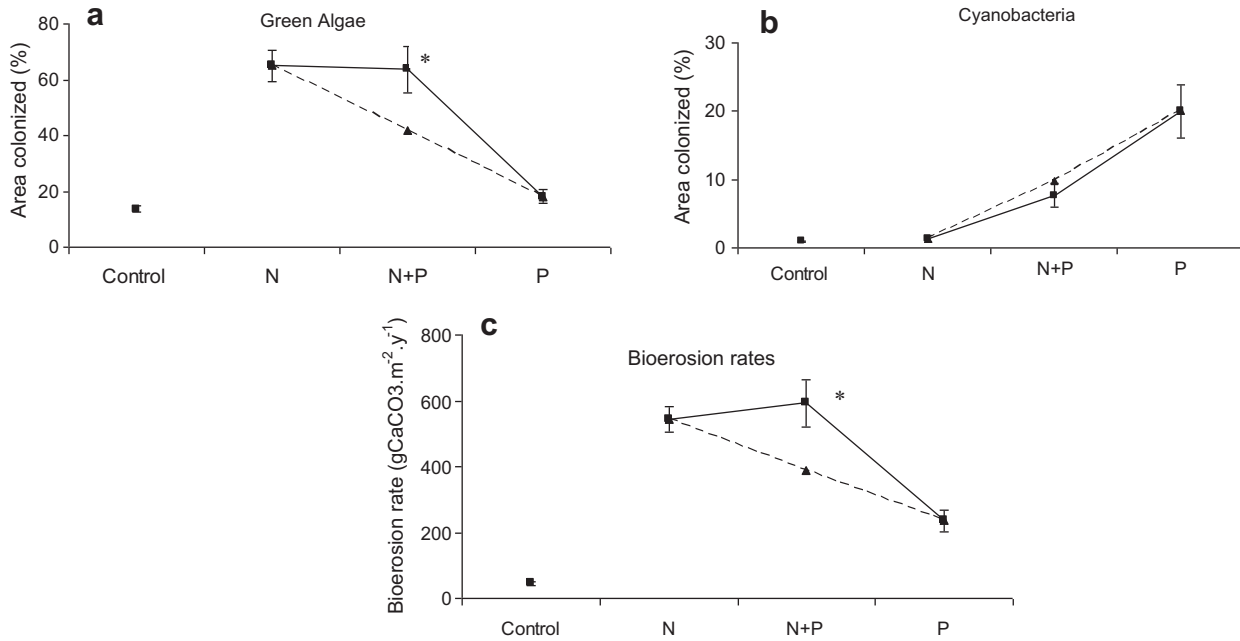 a
Green Algae
Area colonized (%)
80
60
40
20
0
*
Control
N
N+P
P
b
Cyanobacteria
Area colonized (%)
30
20
10
0
Control
N
N+P
P
c
Bioerosion rates
Bioerosion rate (gCaCO3.m⁻².y⁻¹)
800
600
400
200
0
*
Control
N
N+P
P